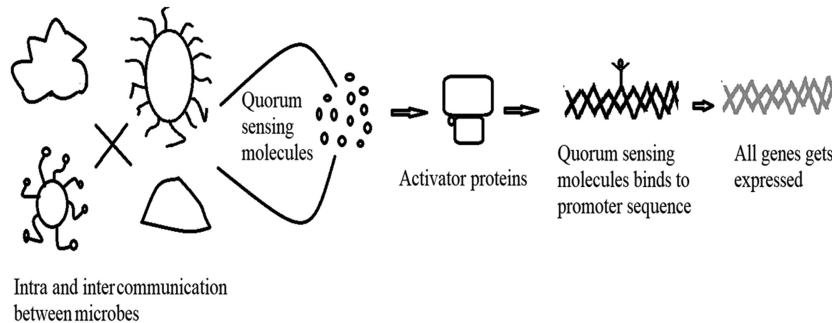 Quorum
sensing
molecules
Activator proteins
Quorum sensing
molecules binds to
promoter sequence
All genes gets
expressed
Intra and inter communication
between microbes